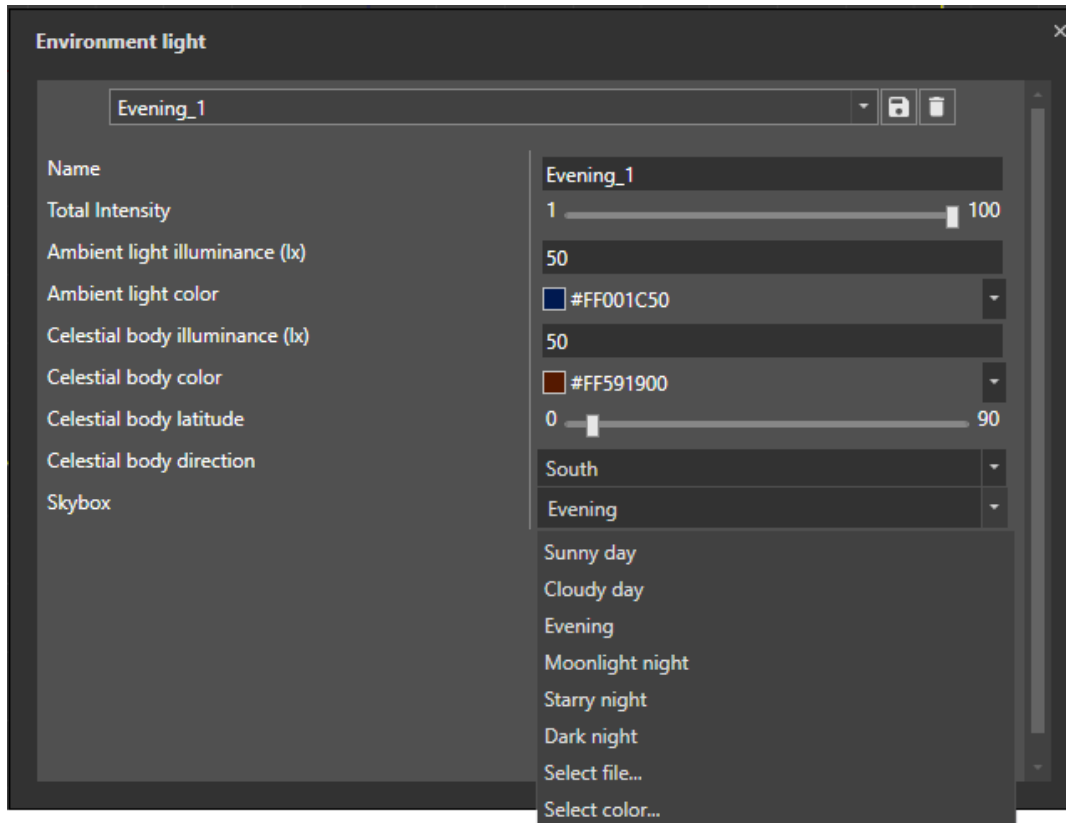 Environment light
Evening_1
Name
Evening_1
Total Intensity
1 100
Ambient light illuminance (lx)
50
Ambient light color
#FF001C50
Celestial body illuminance (lx)
50
Celestial body color
#FF591900
Celestial body latitude
0 90
Celestial body direction
South
Skybox
Evening
Sunny day
Cloudy day
Evening
Moonlight night
Starry night
Dark night
Select file...
Select color...